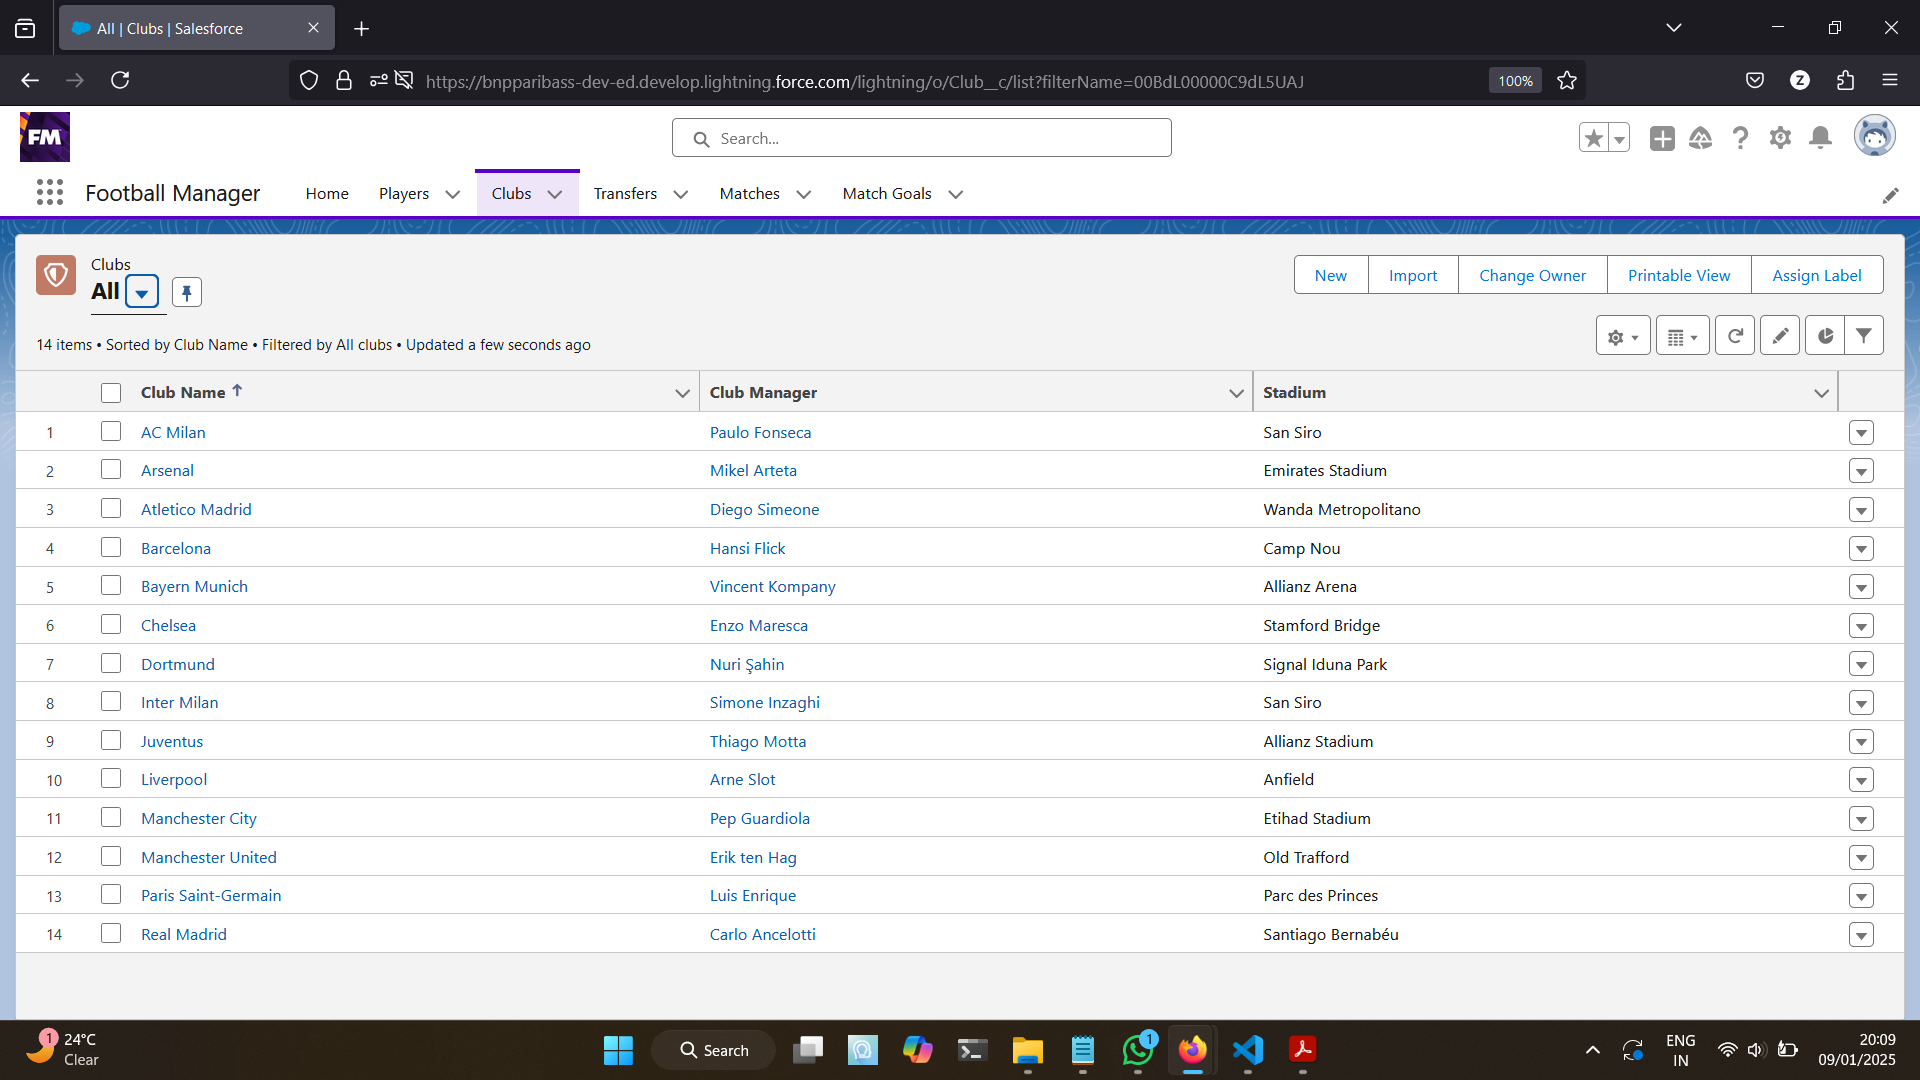 All | Clubs | Salesforce
https://bnpparibass-dev-ed.develop.lightning.force.com/lightning/o/Club__c/list?filterName=00BdL00000C9dL5UAJ
100%
Z
FM
Search...
Football Manager
Home
Players
Clubs
Transfers
Matches
Match Goals
Clubs
All
New
Import
Change Owner
Printable View
Assign Label
14 items • Sorted by Club Name • Filtered by All clubs • Updated a few seconds ago
Club Name Club Manager Stadium
1 AC Milan Paulo Fonseca San Siro
2 Arsenal Mikel Arteta Emirates Stadium
3 Atletico Madrid Diego Simeone Wanda Metropolitano
4 Barcelona Hansi Flick Camp Nou
5 Bayern Munich Vincent Kompany Allianz Arena
6 Chelsea Enzo Maresca Stamford Bridge
7 Dortmund Nuri Şahin Signal Iduna Park
8 Inter Milan Simone Inzaghi San Siro
9 Juventus Thiago Motta Allianz Stadium
10 Liverpool Arne Slot Anfield
11 Manchester City Pep Guardiola Etihad Stadium
12 Manchester United Erik ten Hag Old Trafford
13 Paris Saint-Germain Luis Enrique Parc des Princes
14 Real Madrid Carlo Ancelotti Santiago Bernabéu
1
24°C
Clear
Search
1
ENG
IN
20:09
09/01/2025